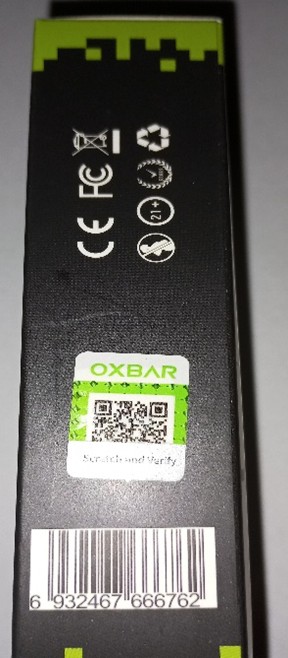 CE FC
21+
OXBAR
Scratch and Verify
6 932467 666762